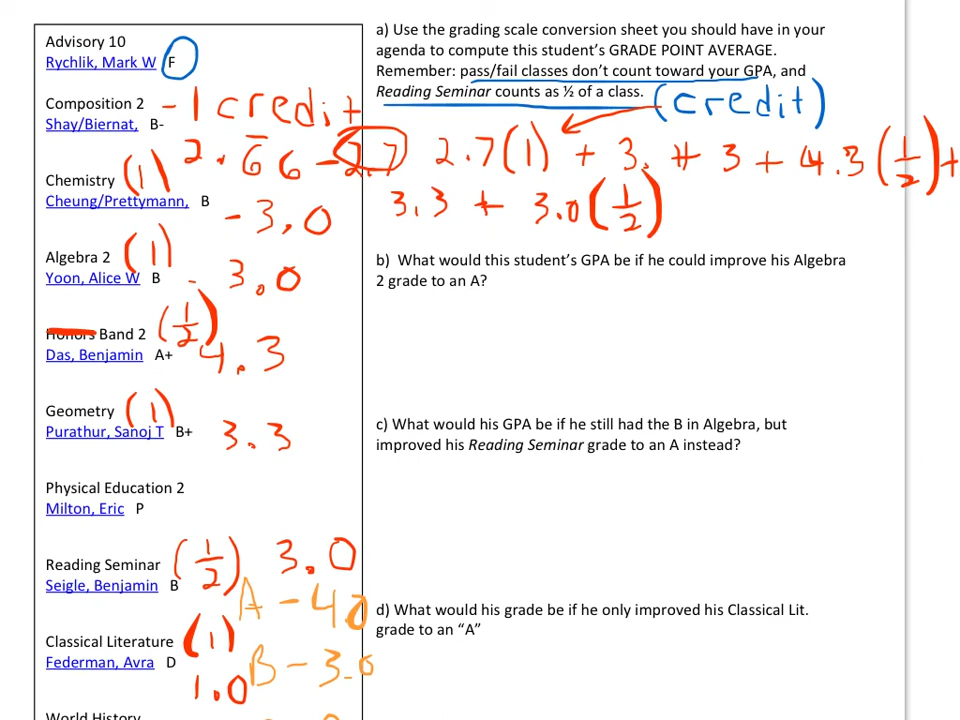 Advisory 10
Rychlik, Mark W F
Composition 2 - 1 credit
Shay/Biernat, B-
2.66 - 2.7
Chemistry (1)
Cheung/Prettymann, B
- 3.0
Algebra 2 (1)
Yoon, Alice W B - 3.0
Honors Band 2 (1/2)
Das, Benjamin A+ 4.3
Geometry (1)
Purathur, Sanoj T B+ 3.3
Physical Education 2
Milton, Eric P
Reading Seminar (1/2) 3.0
Seigle, Benjamin B
A - 4.0
Classical Literature (1)
Federman, Avra D
B - 3.0
1.0
World History
a) Use the grading scale conversion sheet you should have in your
agenda to compute this student's GRADE POINT AVERAGE.
Remember: pass/fail classes don't count toward your GPA, and
Reading Seminar counts as ½ of a class. (credit)
2.7(1) + 3. + 3 + 4.3(1/2) +
3.3 + 3.0(1/2)
b) What would this student's GPA be if he could improve his Algebra
2 grade to an A?
c) What would his GPA be if he still had the B in Algebra, but
improved his Reading Seminar grade to an A instead?
d) What would his grade be if he only improved his Classical Lit.
grade to an "A"